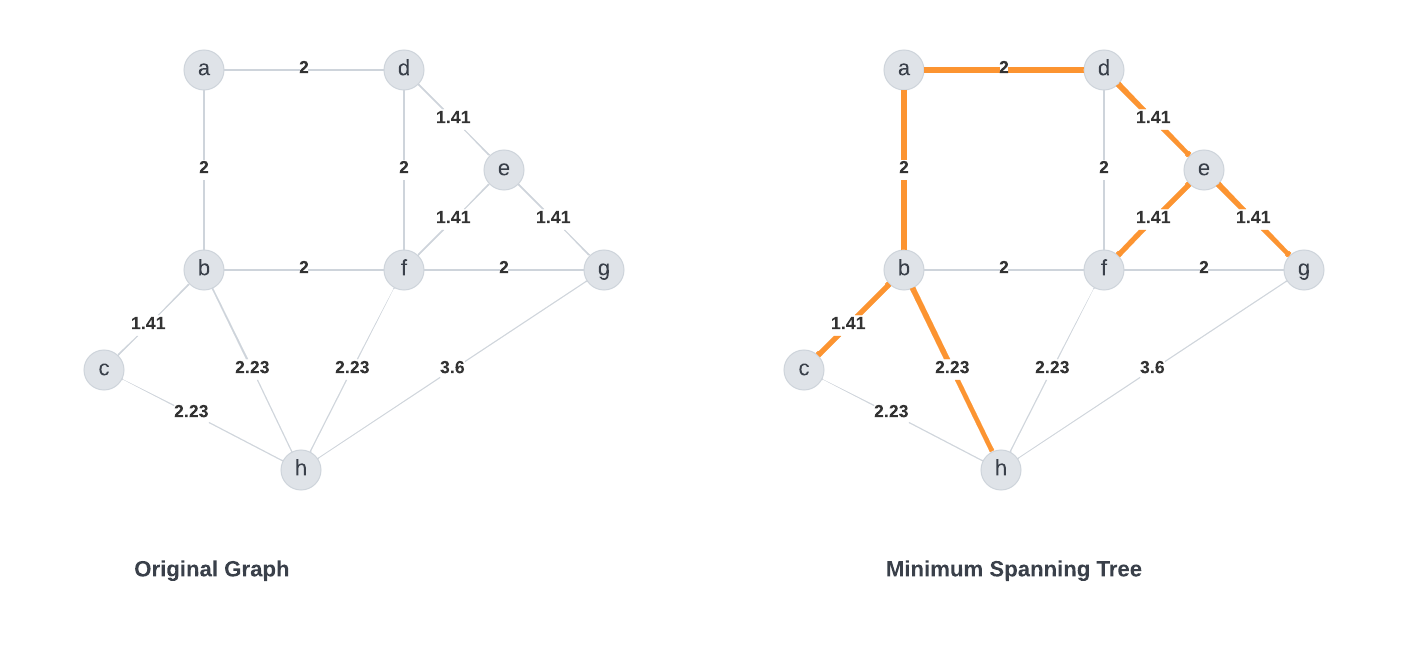 a 2 d
1.41
2 2 e
1.41 1.41
b 2 f 2 g
1.41
c 2.23 2.23 3.6
2.23
h
Original Graph
a 2 d
1.41
2 2 e
1.41 1.41
b 2 f 2 g
1.41
c 2.23 2.23 3.6
2.23
h
Minimum Spanning Tree